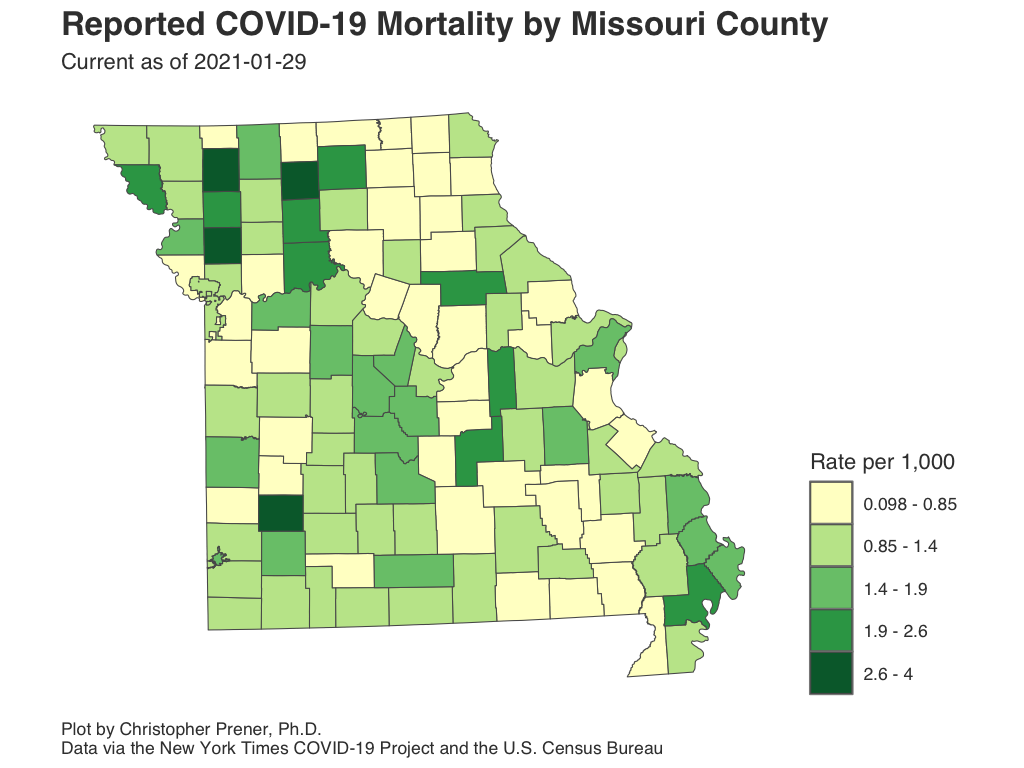 Reported COVID-19 Mortality by Missouri County
Current as of 2021-01-29
Rate per 1,000
0.098 - 0.85
0.85 - 1.4
1.4 - 1.9
1.9 - 2.6
2.6 - 4
Plot by Christopher Prener, Ph.D.
Data via the New York Times COVID-19 Project and the U.S. Census Bureau